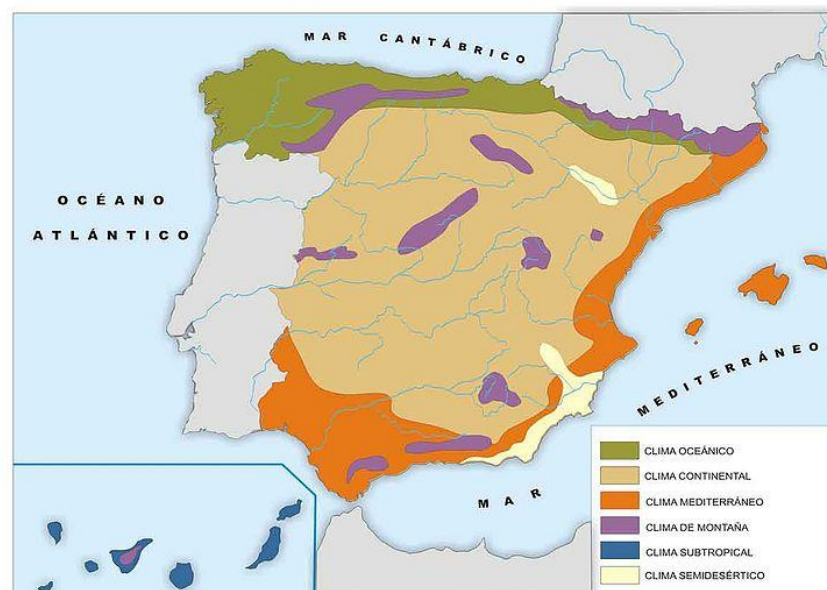 MAR CANTÁBRICO
OCÉANO
ATLÁNTICO
MEDITERRÁNEO
MAR
CLIMA OCEÁNICO
CLIMA CONTINENTAL
CLIMA MEDITERRÁNEO
CLIMA DE MONTAÑA
CLIMA SUBTROPICAL
CLIMA SEMIDESÉRTICO